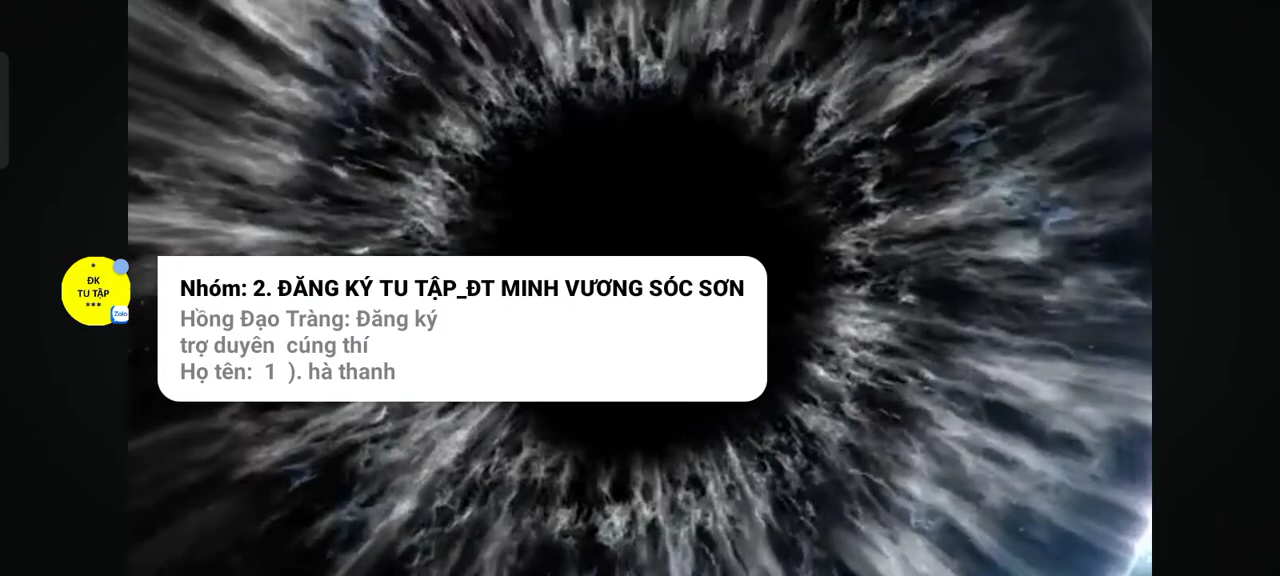 *
ĐK
TU TẬP
***
Zalo
Nhóm: 2. ĐĂNG KÝ TU TẬP_ĐT MINH VƯƠNG SÓC SƠN
Hồng Đạo Tràng: Đăng ký
trợ duyên  cúng thí
Họ tên:  1  ). hà thanh